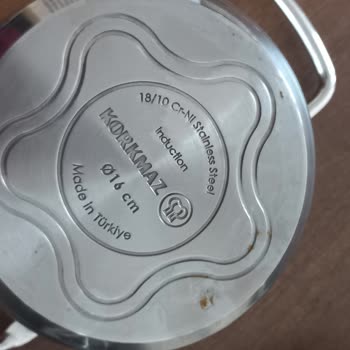 18/10 Cr-Ni Stainless Steel
Induction
KORKMAZ
Ø16 cm
Made In Türkiye